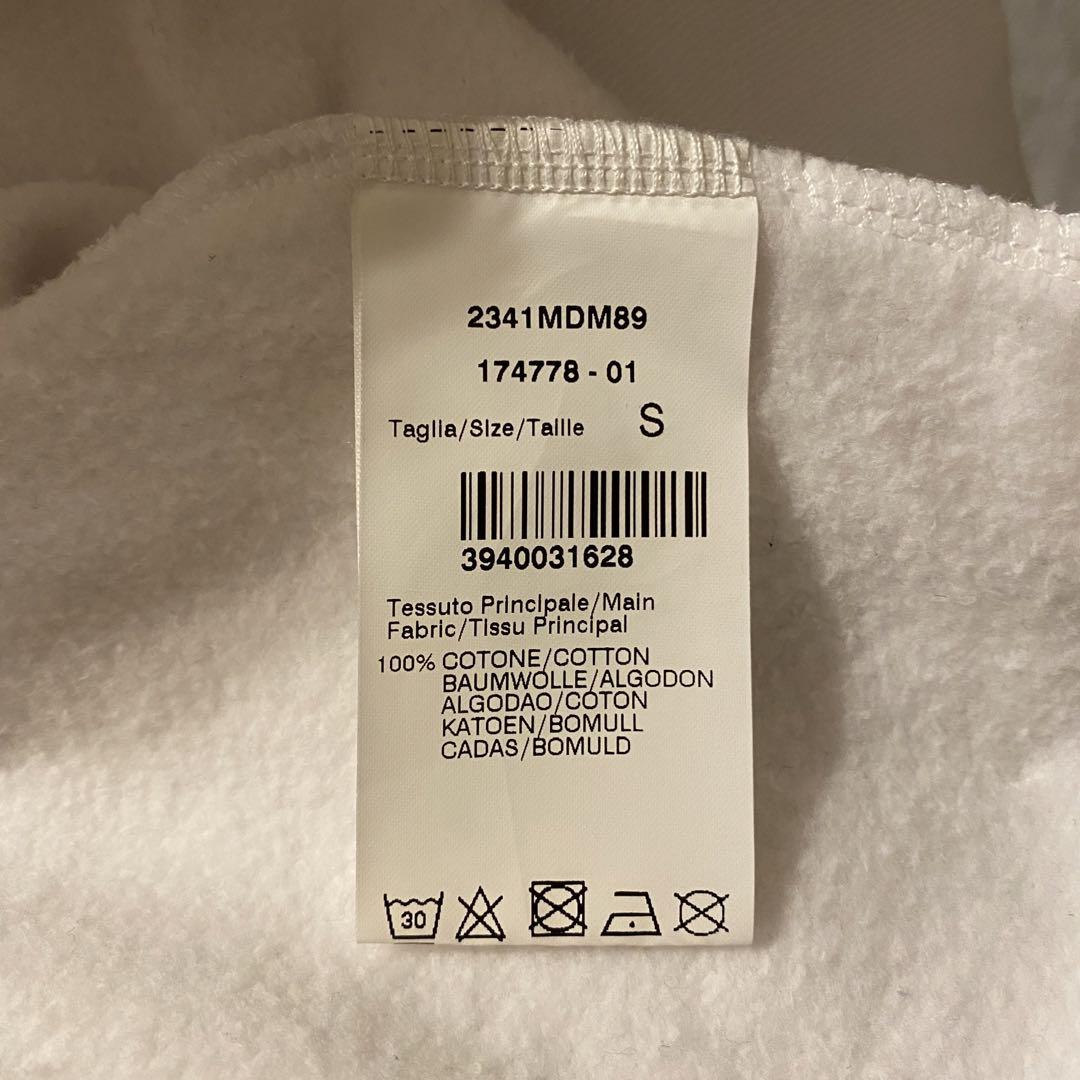 2341MDM89
174778 - 01
Taglia/Size/Taille S
3940031628
Tessuto Principale/Main
Fabric/Tissu Principal
100% COTONE/COTTON
BAUMWOLLE/ALGODON
ALGODAO/COTON
KATOEN/BOMULL
CADAS/BOMULD
30